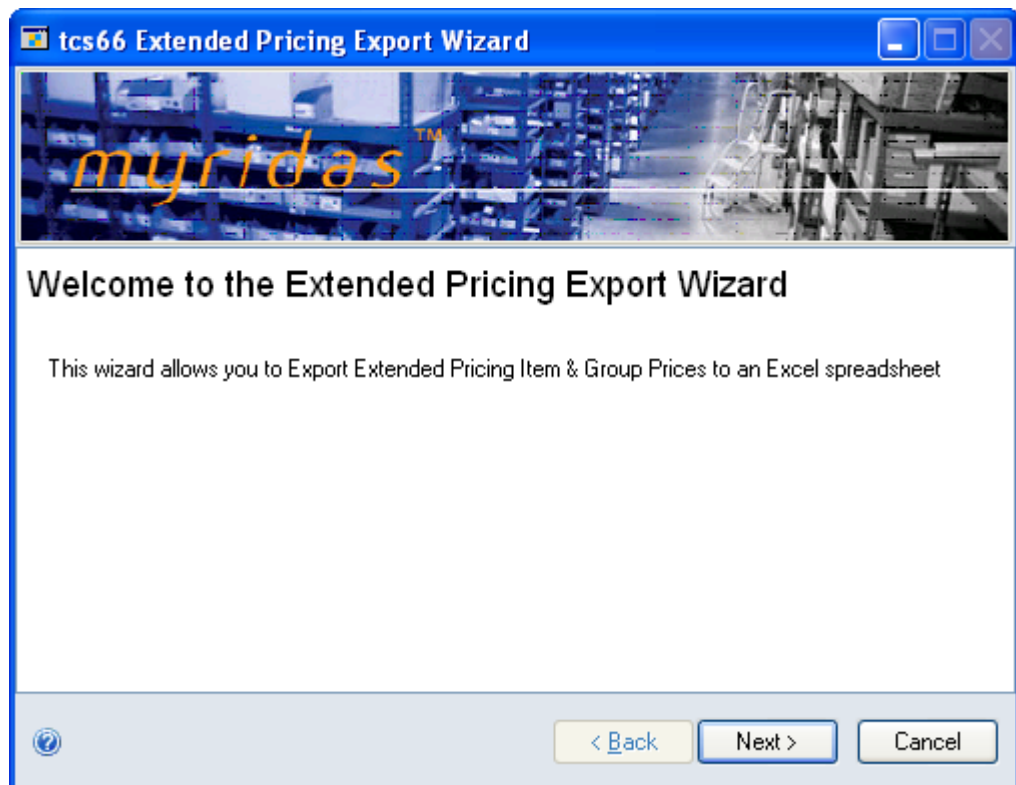 tcs66 Extended Pricing Export Wizard
myridas™
Welcome to the Extended Pricing Export Wizard
This wizard allows you to Export Extended Pricing Item & Group Prices to an Excel spreadsheet
? < Back Next > Cancel